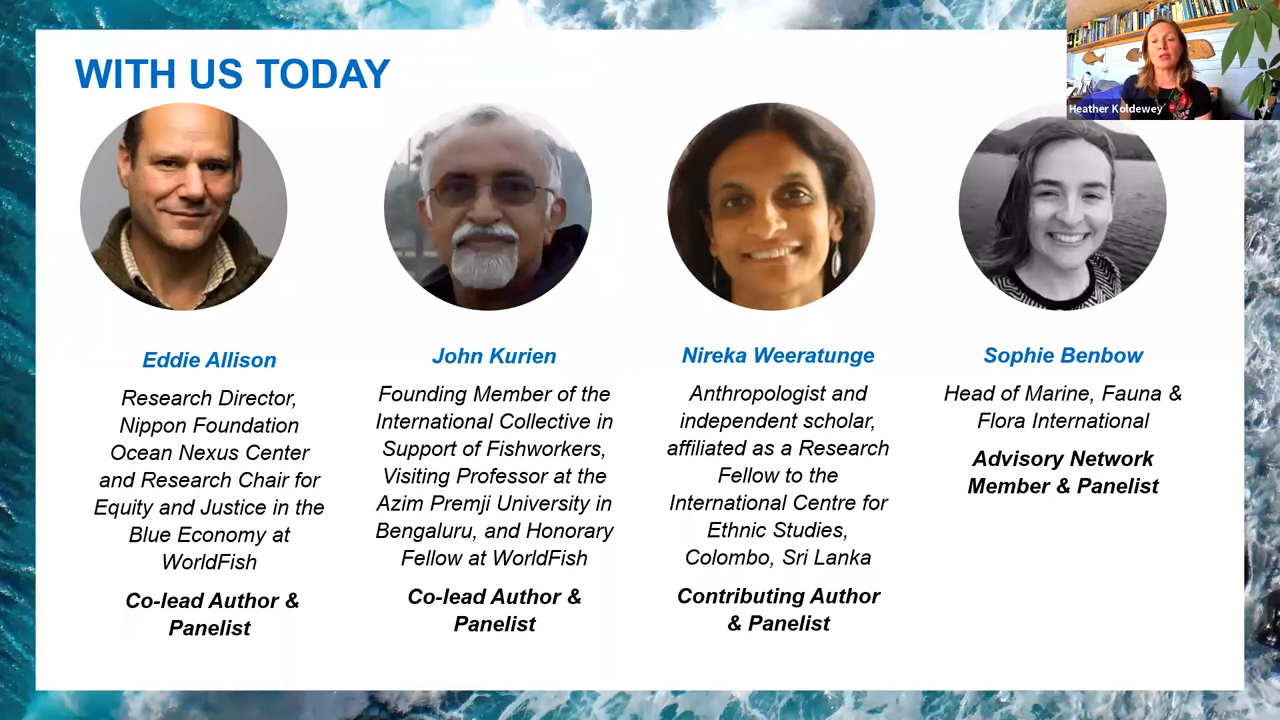 WITH US TODAY
Heather Koldewey
Eddie Allison
Research Director,
Nippon Foundation
Ocean Nexus Center
and Research Chair for
Equity and Justice in the
Blue Economy at
WorldFish
Co-lead Author &
Panelist
John Kurien
Founding Member of the
International Collective in
Support of Fishworkers,
Visiting Professor at the
Azim Premji University in
Bengaluru, and Honorary
Fellow at WorldFish
Co-lead Author &
Panelist
Nireka Weeratunge
Anthropologist and
independent scholar,
affiliated as a Research
Fellow to the
International Centre for
Ethnic Studies,
Colombo, Sri Lanka
Contributing Author
& Panelist
Sophie Benbow
Head of Marine, Fauna &
Flora International
Advisory Network
Member & Panelist